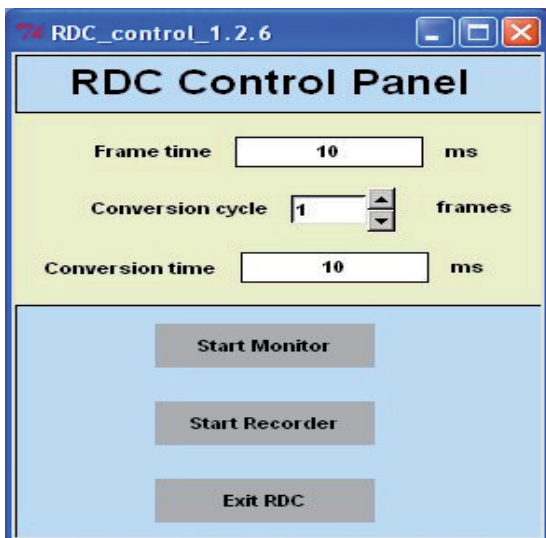 RDC_control_1.2.6
RDC Control Panel
Frame time 10 ms
Conversion cycle 1 frames
Conversion time 10 ms
Start Monitor
Start Recorder
Exit RDC